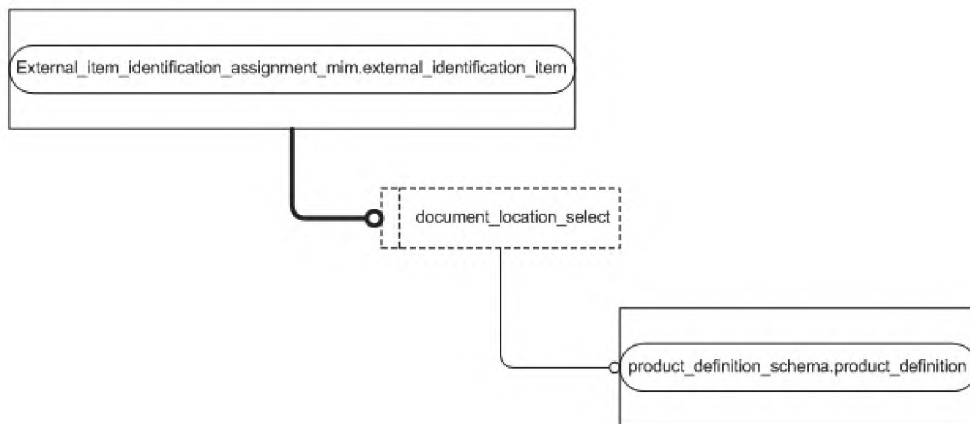 External_item_identification_assignment_mim.external_identification_item
document_location_select
product_definition_schema.product_definition